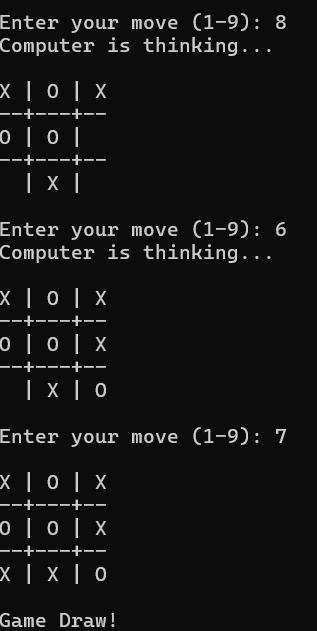 Enter your move (1-9): 8
Computer is thinking...
X | O | X
--+---+--
O | O |
--+---+--
  | X |
Enter your move (1-9): 6
Computer is thinking...
X | O | X
--+---+--
O | O | X
--+---+--
  | X | O
Enter your move (1-9): 7
X | O | X
--+---+--
O | O | X
--+---+--
X | X | O
Game Draw!